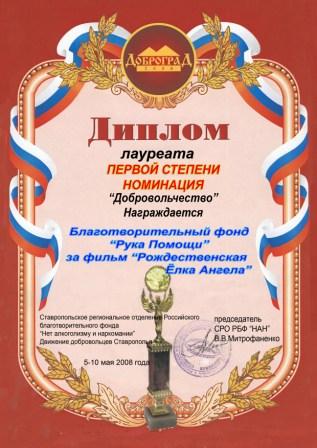 ДОБРОГРАД
2008
Диплом
лауреата
ПЕРВОЙ СТЕПЕНИ
НОМИНАЦИЯ
“Добровольчество”
Награждается
Благотворительный фонд
“Рука Помощи”
за фильм “Рождественская
Ёлка Ангела”
Ставропольское региональное отделение Российского
благотворительного фонда
“Нет алкоголизму и наркомании”
Движение добровольцев Ставрополья
5-10 мая 2008 года
председатель
СРО РБФ “НАН”
В.В.Митрофаненко